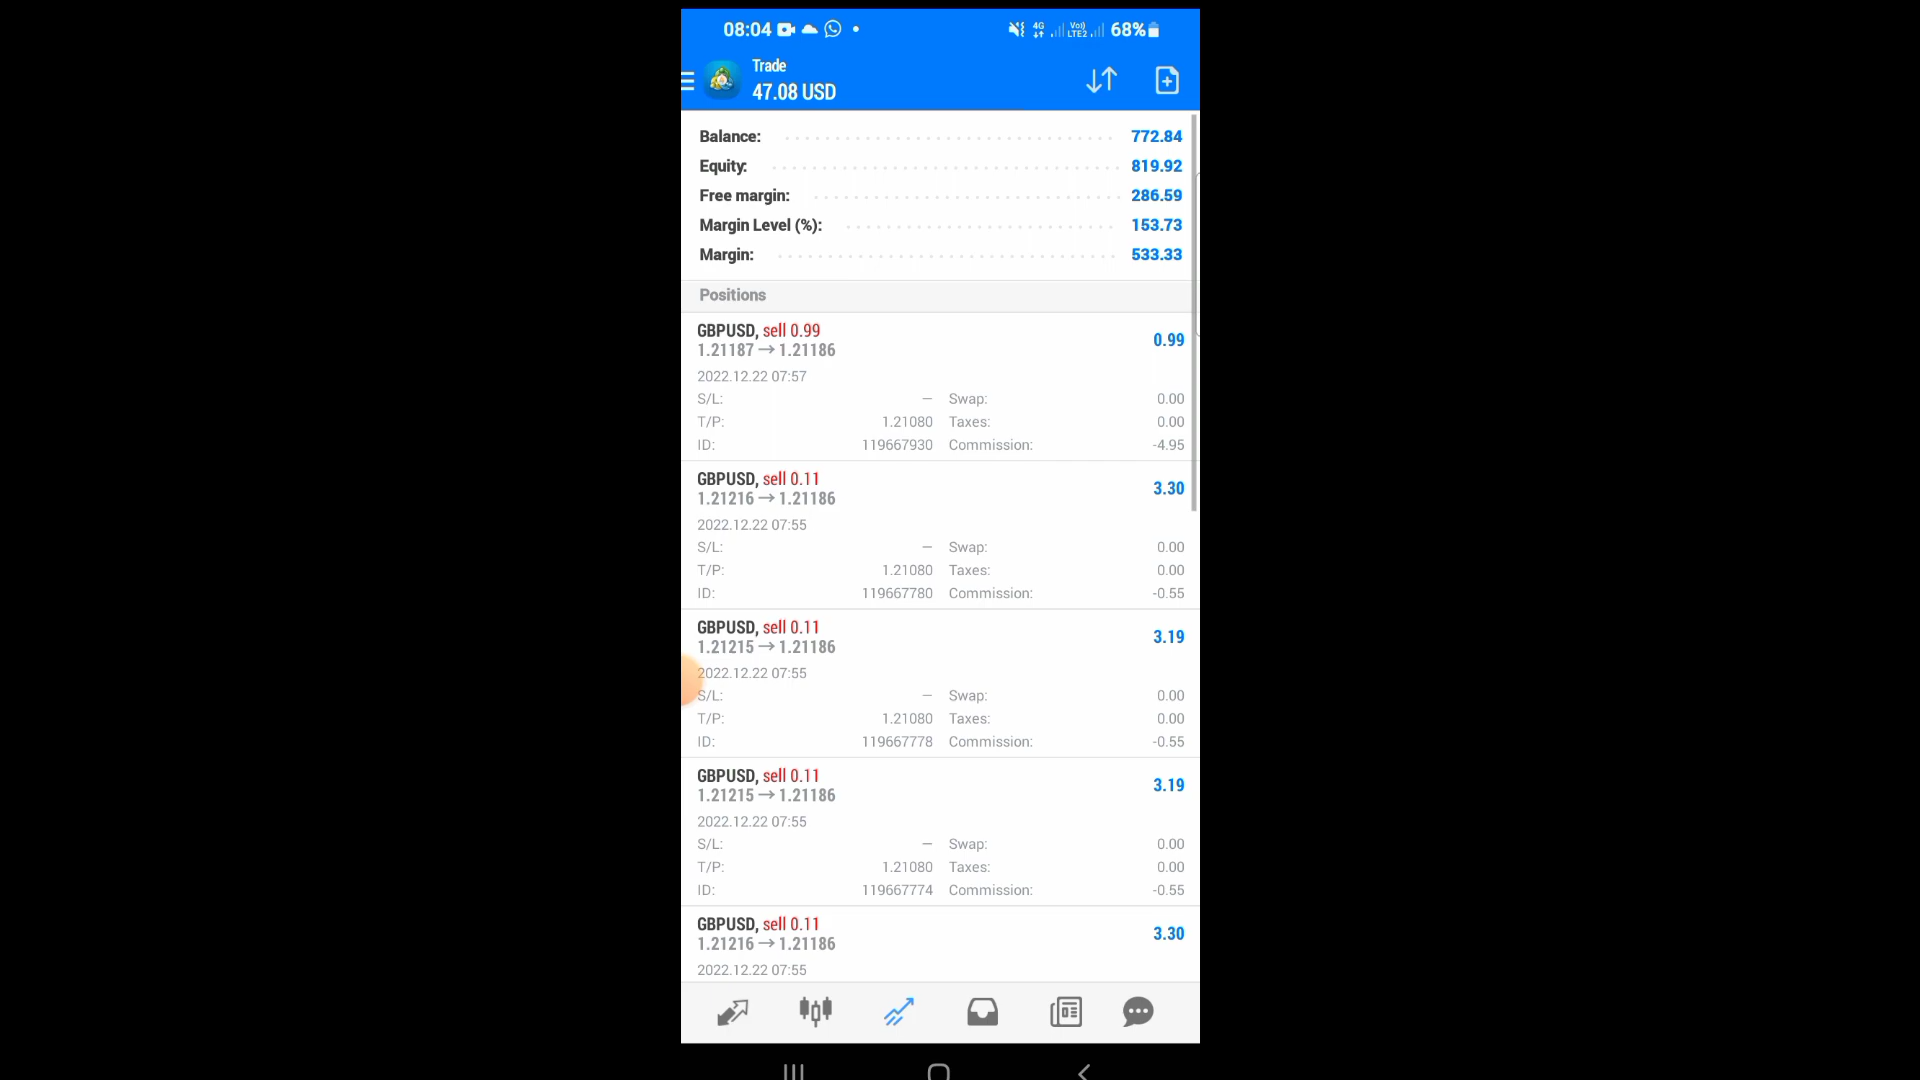 08:04 4G Vo) LTE2 68%
Trade
47.08 USD
Balance: 772.84
Equity: 819.92
Free margin: 286.59
Margin Level (%): 153.73
Margin: 533.33
Positions
GBPUSD, sell 0.99
1.21187 → 1.21186 0.99
2022.12.22 07:57
S/L: – Swap: 0.00
T/P: 1.21080 Taxes: 0.00
ID: 119667930 Commission: -4.95
GBPUSD, sell 0.11
1.21216 → 1.21186 3.30
2022.12.22 07:55
S/L: – Swap: 0.00
T/P: 1.21080 Taxes: 0.00
ID: 119667780 Commission: -0.55
GBPUSD, sell 0.11
1.21215 → 1.21186 3.19
2022.12.22 07:55
S/L: – Swap: 0.00
T/P: 1.21080 Taxes: 0.00
ID: 119667778 Commission: -0.55
GBPUSD, sell 0.11
1.21215 → 1.21186 3.19
2022.12.22 07:55
S/L: – Swap: 0.00
T/P: 1.21080 Taxes: 0.00
ID: 119667774 Commission: -0.55
GBPUSD, sell 0.11
1.21216 → 1.21186 3.30
2022.12.22 07:55